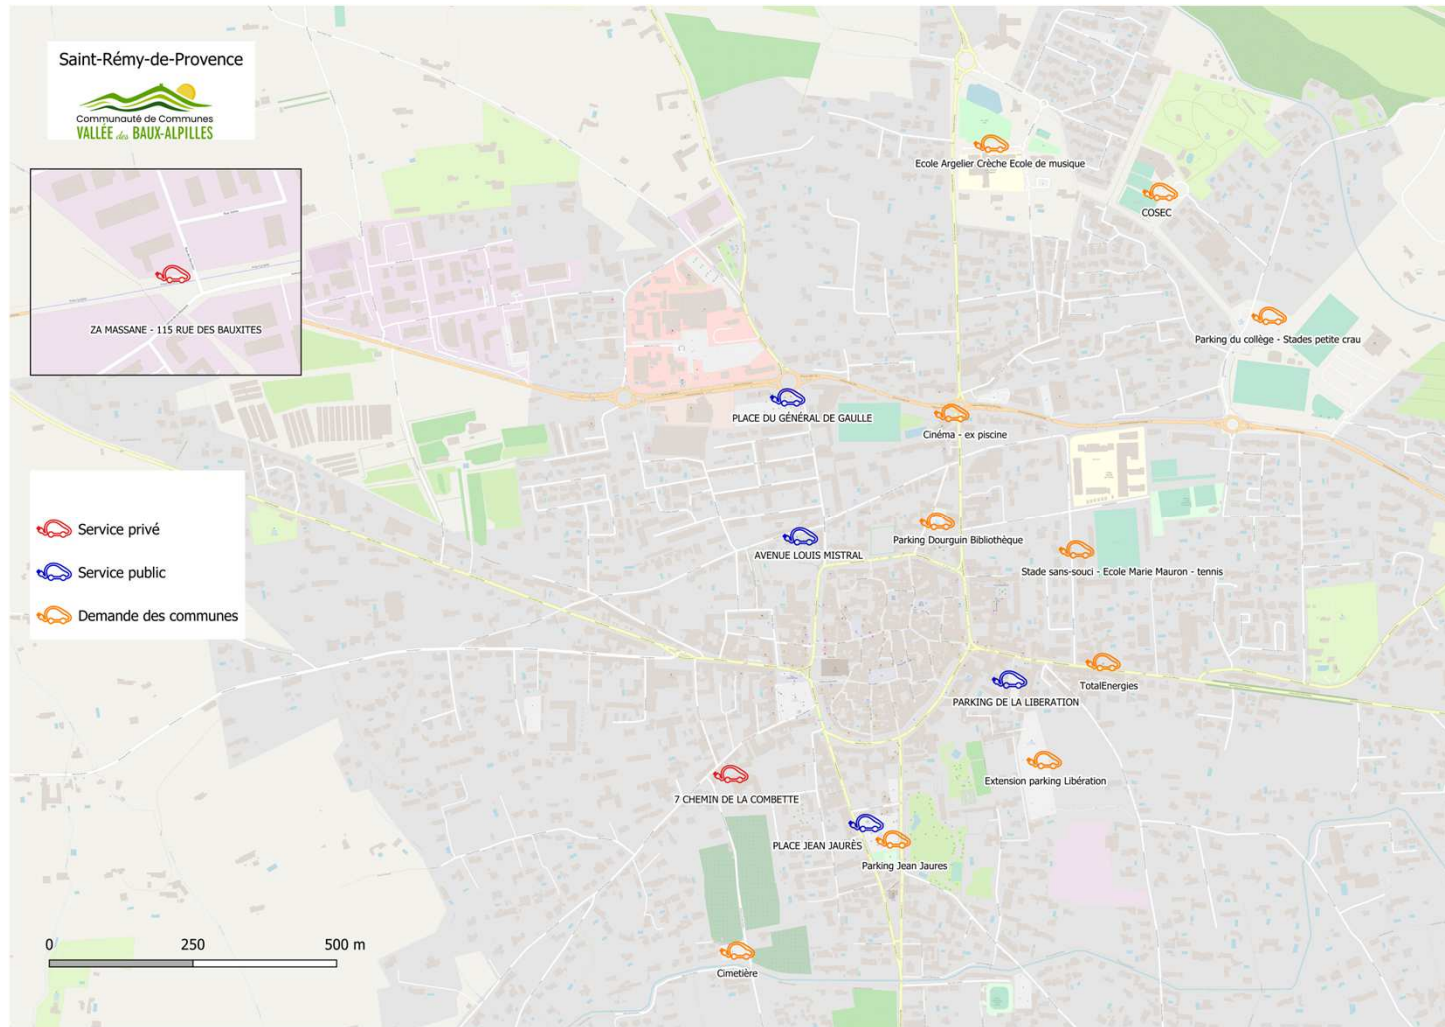 Saint-Rémy-de-Provence
Communauté de Communes
VALLÉE des BAUX-ALPILLES
Ecole Argelier Crèche Ecole de musique
COSEC
ZA MASSANE - 115 RUE DES BAUXITES
Parking du collège - Stades petite crau
PLACE DU GÉNÉRAL DE GAULLE
Cinéma - ex piscine
Service privé
Service public
Demande des communes
AVENUE LOUIS MISTRAL
Parking Dourguin Bibliothèque
Stade sans-souci - Ecole Marie Mauron - tennis
TotalEnergies
PARKING DE LA LIBERATION
Extension parking Libération
7 CHEMIN DE LA COMBETTE
PLACE JEAN JAURÈS
Parking Jean Jaures
Cimetière
0 250 500 m